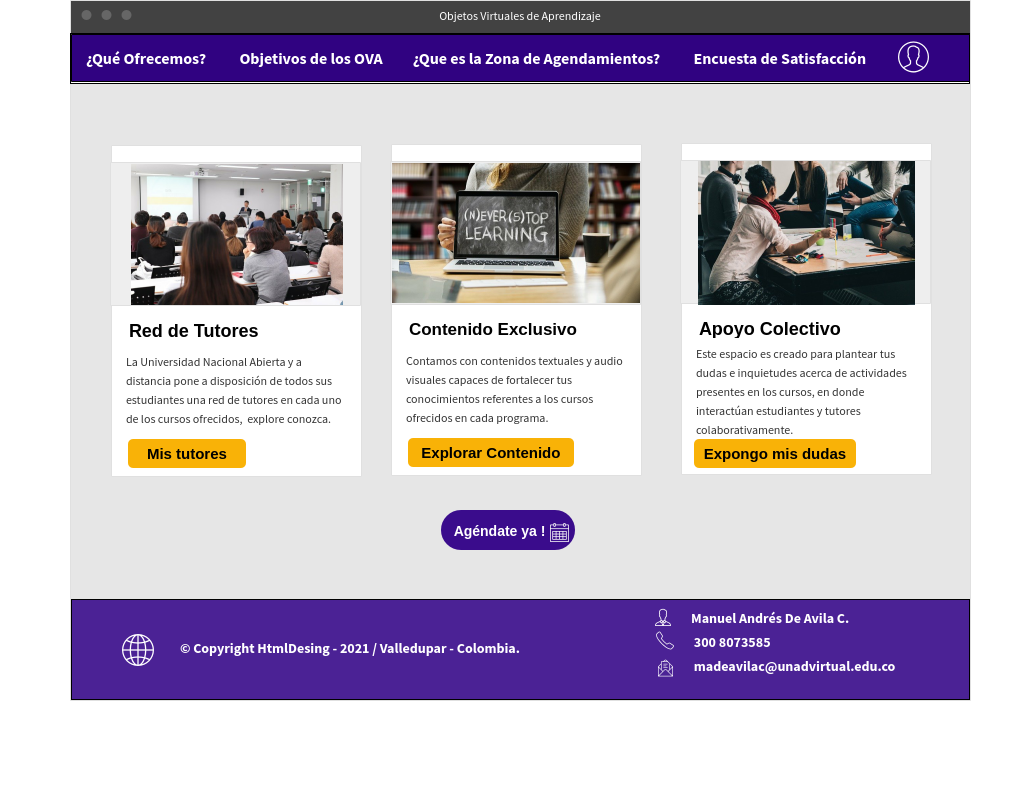 Objetos Virtuales de Aprendizaje
¿Qué Ofrecemos?
Objetivos de los OVA
¿Que es la Zona de Agendamientos?
Encuesta de Satisfacción
Red de Tutores
La Universidad Nacional Abierta y a
distancia pone a disposición de todos sus
estudiantes una red de tutores en cada uno
de los cursos ofrecidos, explore conozca.
Mis tutores
(N)EVER (S)TOP
LEARNING
Contenido Exclusivo
Contamos con contenidos textuales y audio
visuales capaces de fortalecer tus
conocimientos referentes a los cursos
ofrecidos en cada programa.
Explorar Contenido
Apoyo Colectivo
Este espacio es creado para plantear tus
dudas e inquietudes acerca de actividades
presentes en los cursos, en donde
interactúan estudiantes y tutores
colaborativamente.
Expongo mis dudas
Agéndate ya !
© Copyright HtmlDesing - 2021 / Valledupar - Colombia.
Manuel Andrés De Avila C.
300 8073585
madeavilac@unadvirtual.edu.co